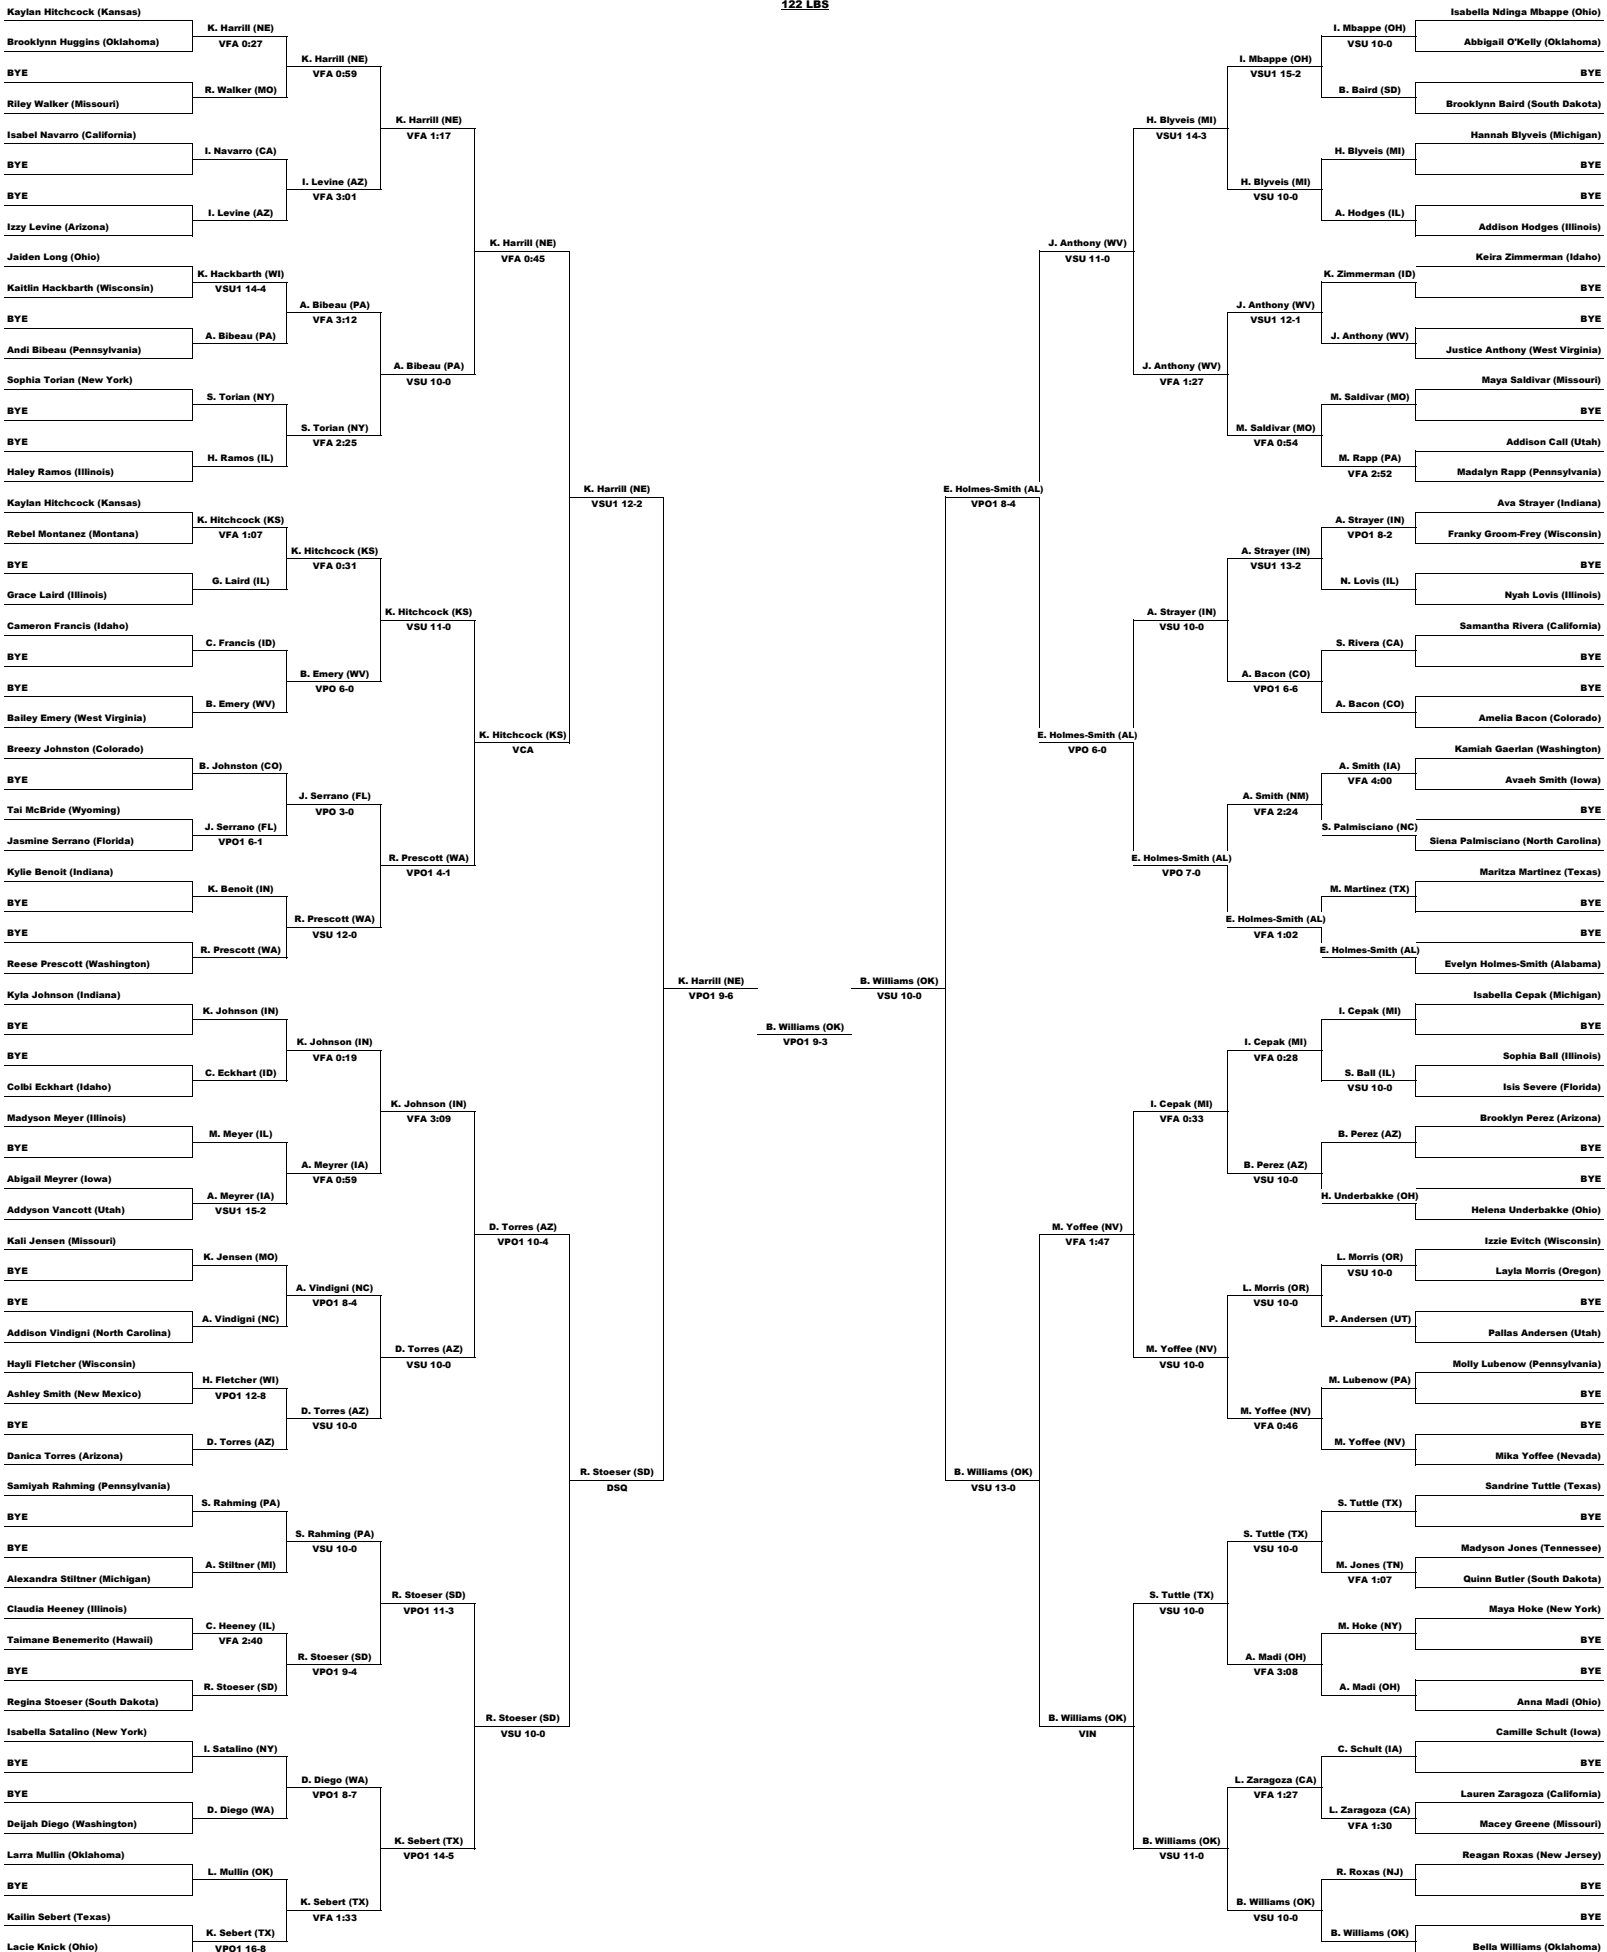 122 LBS
Kaylan Hitchcock (Kansas)
K. Harrill (NE)
Brooklynn Huggins (Oklahoma)
VFA 0:27
K. Harrill (NE)
BYE
VFA 0:59
R. Walker (MO)
Riley Walker (Missouri)
K. Harrill (NE)
Isabel Navarro (California)
VFA 1:17
I. Navarro (CA)
BYE
I. Levine (AZ)
BYE
VFA 3:01
I. Levine (AZ)
Izzy Levine (Arizona)
K. Harrill (NE)
Jaiden Long (Ohio)
VFA 0:45
K. Hackbarth (WI)
Kaitlin Hackbarth (Wisconsin)
VSU1 14-4
A. Bibeau (PA)
BYE
VFA 3:12
A. Bibeau (PA)
Andi Bibeau (Pennsylvania)
A. Bibeau (PA)
Sophia Torian (New York)
VSU 10-0
S. Torian (NY)
BYE
S. Torian (NY)
BYE
VFA 2:25
H. Ramos (IL)
Haley Ramos (Illinois)
K. Harrill (NE)
VSU1 12-2
Kaylan Hitchcock (Kansas)
K. Hitchcock (KS)
Rebel Montanez (Montana)
VFA 1:07
K. Hitchcock (KS)
BYE
VFA 0:31
G. Laird (IL)
Grace Laird (Illinois)
K. Hitchcock (KS)
Cameron Francis (Idaho)
VSU 11-0
C. Francis (ID)
BYE
B. Emery (WV)
BYE
VPO 6-0
B. Emery (WV)
Bailey Emery (West Virginia)
K. Hitchcock (KS)
Breezy Johnston (Colorado)
VCA
B. Johnston (CO)
BYE
J. Serrano (FL)
Tai McBride (Wyoming)
VPO 3-0
J. Serrano (FL)
Jasmine Serrano (Florida)
VPO1 6-1
R. Prescott (WA)
Kylie Benoit (Indiana)
VPO1 4-1
K. Benoit (IN)
BYE
R. Prescott (WA)
BYE
VSU 12-0
R. Prescott (WA)
Reese Prescott (Washington)
K. Harrill (NE)
VPO1 9-6
Kyla Johnson (Indiana)
K. Johnson (IN)
BYE
K. Johnson (IN)
BYE
VFA 0:19
C. Eckhart (ID)
Colbi Eckhart (Idaho)
K. Johnson (IN)
Madyson Meyer (Illinois)
VFA 3:09
M. Meyer (IL)
BYE
A. Meyrer (IA)
Abigail Meyrer (Iowa)
VFA 0:59
A. Meyrer (IA)
Addyson Vancott (Utah)
VSU1 15-2
D. Torres (AZ)
Kali Jensen (Missouri)
VPO1 10-4
K. Jensen (MO)
BYE
A. Vindigni (NC)
BYE
VPO1 8-4
A. Vindigni (NC)
Addison Vindigni (North Carolina)
D. Torres (AZ)
Hayli Fletcher (Wisconsin)
VSU 10-0
H. Fletcher (WI)
Ashley Smith (New Mexico)
VPO1 12-8
D. Torres (AZ)
BYE
VSU 10-0
D. Torres (AZ)
Danica Torres (Arizona)
R. Stoeser (SD)
DSQ
Samiyah Rahming (Pennsylvania)
S. Rahming (PA)
BYE
S. Rahming (PA)
BYE
VSU 10-0
A. Stiltner (MI)
Alexandra Stiltner (Michigan)
R. Stoeser (SD)
Claudia Heeney (Illinois)
VPO1 11-3
C. Heeney (IL)
Taimane Benemerito (Hawaii)
VFA 2:40
R. Stoeser (SD)
BYE
VPO1 9-4
R. Stoeser (SD)
Regina Stoeser (South Dakota)
R. Stoeser (SD)
Isabella Satalino (New York)
VSU 10-0
I. Satalino (NY)
BYE
D. Diego (WA)
BYE
VPO1 8-7
D. Diego (WA)
Deijah Diego (Washington)
K. Sebert (TX)
Larra Mullin (Oklahoma)
VPO1 14-5
L. Mullin (OK)
BYE
K. Sebert (TX)
Kailin Sebert (Texas)
VFA 1:33
K. Sebert (TX)
Lacie Knick (Ohio)
VPO1 16-8
B. Williams (OK)
VPO1 9-3
Isabella Ndinga Mbappe (Ohio)
I. Mbappe (OH)
Abbigail O'Kelly (Oklahoma)
VSU 10-0
I. Mbappe (OH)
BYE
VSU1 15-2
B. Baird (SD)
Brooklynn Baird (South Dakota)
H. Blyveis (MI)
Hannah Blyveis (Michigan)
VSU1 14-3
H. Blyveis (MI)
BYE
H. Blyveis (MI)
BYE
VSU 10-0
A. Hodges (IL)
Addison Hodges (Illinois)
J. Anthony (WV)
Keira Zimmerman (Idaho)
VSU 11-0
K. Zimmerman (ID)
BYE
J. Anthony (WV)
BYE
VSU1 12-1
J. Anthony (WV)
Justice Anthony (West Virginia)
J. Anthony (WV)
Maya Saldivar (Missouri)
VFA 1:27
M. Saldivar (MO)
BYE
M. Saldivar (MO)
Addison Call (Utah)
VFA 0:54
M. Rapp (PA)
Madalyn Rapp (Pennsylvania)
VFA 2:52
E. Holmes-Smith (AL)
VPO1 8-4
Ava Strayer (Indiana)
A. Strayer (IN)
Franky Groom-Frey (Wisconsin)
VPO1 8-2
A. Strayer (IN)
BYE
VSU1 13-2
N. Lovis (IL)
Nyah Lovis (Illinois)
A. Strayer (IN)
Samantha Rivera (California)
VSU 10-0
S. Rivera (CA)
BYE
A. Bacon (CO)
BYE
VPO1 6-6
A. Bacon (CO)
Amelia Bacon (Colorado)
E. Holmes-Smith (AL)
Kamiah Gaerlan (Washington)
VPO 6-0
A. Smith (IA)
Avaeh Smith (Iowa)
VFA 4:00
A. Smith (NM)
BYE
VFA 2:24
S. Palmisciano (NC)
Siena Palmisciano (North Carolina)
E. Holmes-Smith (AL)
Maritza Martinez (Texas)
VPO 7-0
M. Martinez (TX)
BYE
E. Holmes-Smith (AL)
BYE
VFA 1:02
E. Holmes-Smith (AL)
Evelyn Holmes-Smith (Alabama)
B. Williams (OK)
VSU 10-0
Isabella Cepak (Michigan)
I. Cepak (MI)
BYE
I. Cepak (MI)
Sophia Ball (Illinois)
VFA 0:28
S. Ball (IL)
Isis Severe (Florida)
VSU 10-0
I. Cepak (MI)
Brooklyn Perez (Arizona)
VFA 0:33
B. Perez (AZ)
BYE
B. Perez (AZ)
BYE
VSU 10-0
H. Underbakke (OH)
Helena Underbakke (Ohio)
M. Yoffee (NV)
Izzie Evitch (Wisconsin)
VFA 1:47
L. Morris (OR)
Layla Morris (Oregon)
VSU 10-0
L. Morris (OR)
BYE
VSU 10-0
P. Andersen (UT)
Pallas Andersen (Utah)
M. Yoffee (NV)
Molly Lubenow (Pennsylvania)
VSU 10-0
M. Lubenow (PA)
BYE
M. Yoffee (NV)
BYE
VFA 0:46
M. Yoffee (NV)
Mika Yoffee (Nevada)
B. Williams (OK)
VSU 13-0
Sandrine Tuttle (Texas)
S. Tuttle (TX)
BYE
S. Tuttle (TX)
Madyson Jones (Tennessee)
VSU 10-0
M. Jones (TN)
Quinn Butler (South Dakota)
VFA 1:07
S. Tuttle (TX)
Maya Hoke (New York)
VSU 10-0
M. Hoke (NY)
BYE
A. Madi (OH)
BYE
VFA 3:08
A. Madi (OH)
Anna Madi (Ohio)
B. Williams (OK)
Camille Schult (Iowa)
VIN
C. Schult (IA)
BYE
L. Zaragoza (CA)
Lauren Zaragoza (California)
VFA 1:27
L. Zaragoza (CA)
Macey Greene (Missouri)
VFA 1:30
B. Williams (OK)
Reagan Roxas (New Jersey)
VSU 11-0
R. Roxas (NJ)
BYE
B. Williams (OK)
BYE
VSU 10-0
B. Williams (OK)
Bella Williams (Oklahoma)